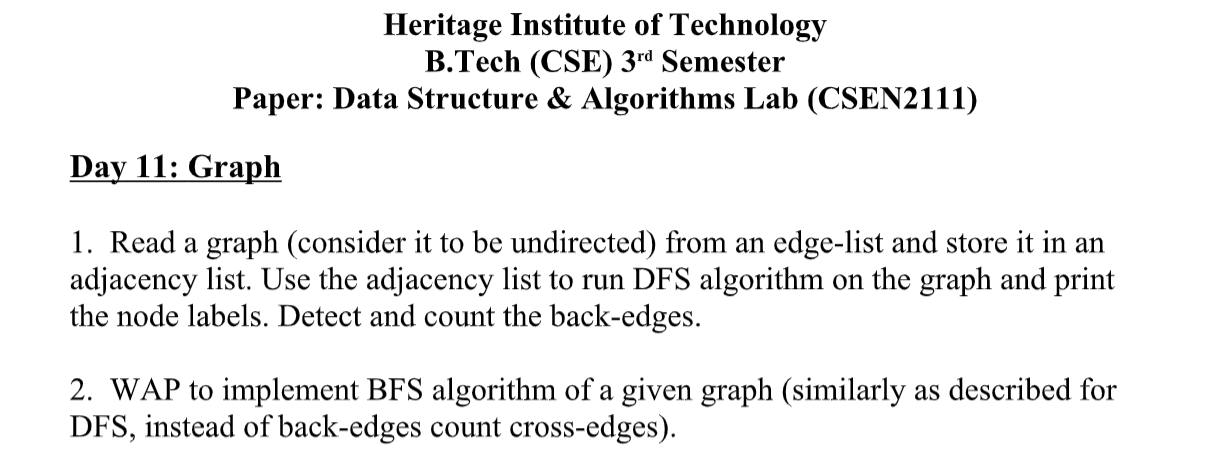 Heritage Institute of Technology
B.Tech (CSE) 3rd Semester
Paper: Data Structure & Algorithms Lab (CSEN2111)
Day 11: Graph
1. Read a graph (consider it to be undirected) from an edge-list and store it in an
adjacency list. Use the adjacency list to run DFS algorithm on the graph and print
the node labels. Detect and count the back-edges.
2. WAP to implement BFS algorithm of a given graph (similarly as described for
DFS, instead of back-edges count cross-edges).